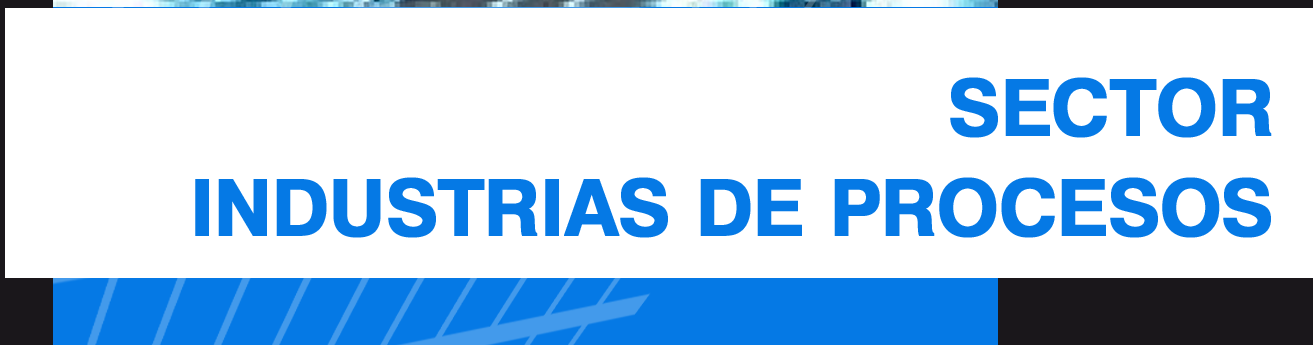 SECTOR
INDUSTRIAS DE PROCESOS